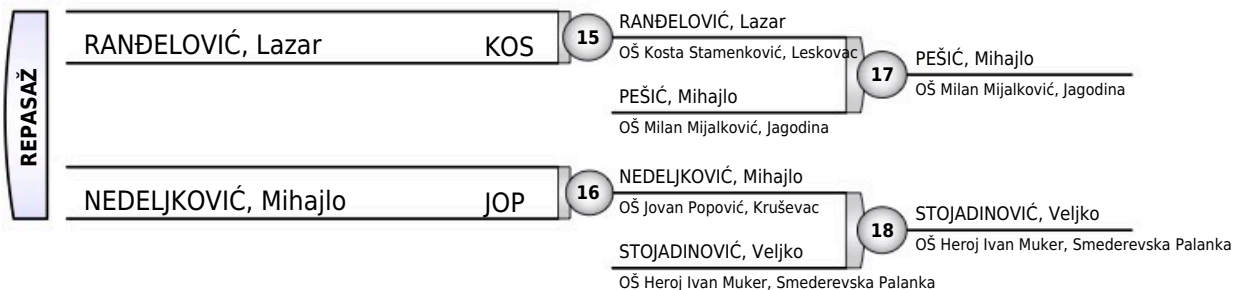 REPASAŽ
RANĐELOVIĆ, Lazar KOS
15
RANĐELOVIĆ, Lazar
OŠ Kosta Stamenković, Leskovac
PEŠIĆ, Mihajlo
OŠ Milan Mijalković, Jagodina
17
PEŠIĆ, Mihajlo
OŠ Milan Mijalković, Jagodina
NEDELJKOVIĆ, Mihajlo JOP
16
NEDELJKOVIĆ, Mihajlo
OŠ Jovan Popović, Kruševac
STOJADINOVIĆ, Veljko
OŠ Heroj Ivan Muker, Smederevska Palanka
18
STOJADINOVIĆ, Veljko
OŠ Heroj Ivan Muker, Smederevska Palanka